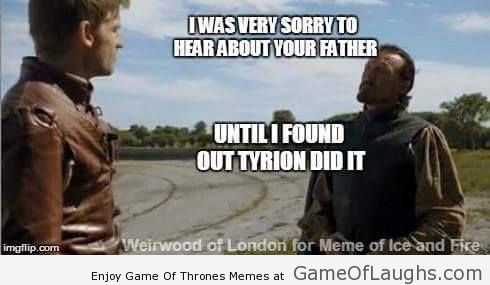 I WAS VERY SORRY TO
HEAR ABOUT YOUR FATHER
UNTIL I FOUND
OUT TYRION DID IT
imgflip.com
Weirwood of London for Meme of Ice and Fire
Enjoy Game Of Thrones Memes at GameOfLaughs.com